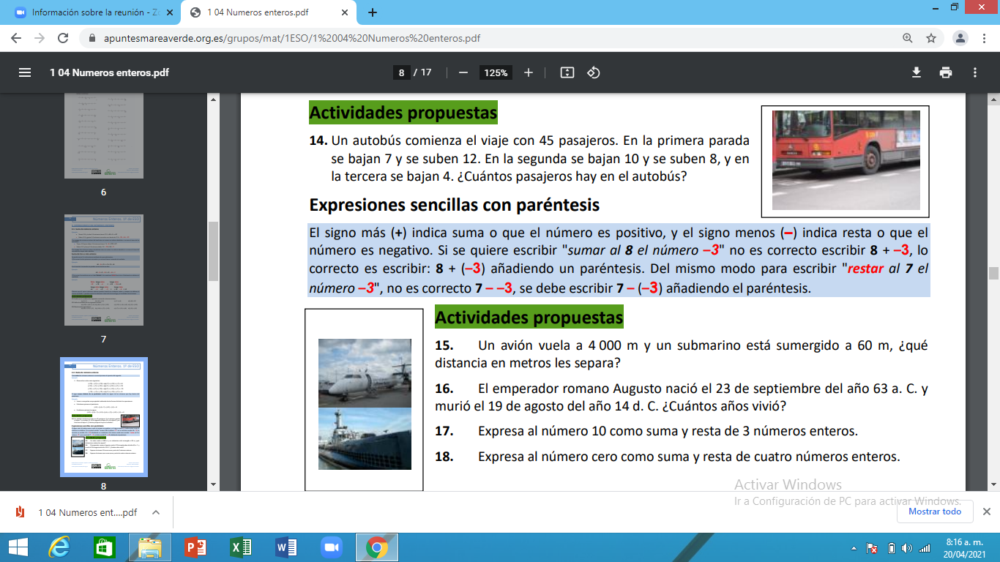 Información sobre la reunión - Zo
1 04 Numeros enteros.pdf
apuntesmareaverde.org.es/grupos/mat/1ESO/1%2004%20Numeros%20enteros.pdf
1 04 Numeros enteros.pdf
8 / 17
125%
6
7
8
Números Enteros. 1º de ESO
Actividades propuestas
14. Un autobús comienza el viaje con 45 pasajeros. En la primera parada
se bajan 7 y se suben 12. En la segunda se bajan 10 y se suben 8, y en
la tercera se bajan 4. ¿Cuántos pasajeros hay en el autobús?
Expresiones sencillas con paréntesis
El signo más (+) indica suma o que el número es positivo, y el signo menos (–) indica resta o que el
número es negativo. Si se quiere escribir "sumar al 8 el número –3" no es correcto escribir 8 + –3, lo
correcto es escribir: 8 + (–3) añadiendo un paréntesis. Del mismo modo para escribir "restar al 7 el
número –3", no es correcto 7 – –3, se debe escribir 7 – (–3) añadiendo el paréntesis.
Actividades propuestas
15. Un avión vuela a 4 000 m y un submarino está sumergido a 60 m, ¿qué
distancia en metros les separa?
16. El emperador romano Augusto nació el 23 de septiembre del año 63 a. C. y
murió el 19 de agosto del año 14 d. C. ¿Cuántos años vivió?
17. Expresa al número 10 como suma y resta de 3 números enteros.
18. Expresa al número cero como suma y resta de cuatro números enteros.
Activar Windows
Ir a Configuración de PC para activar Windows.
1 04 Numeros ent....pdf
Mostrar todo
8:16 a. m.
20/04/2021